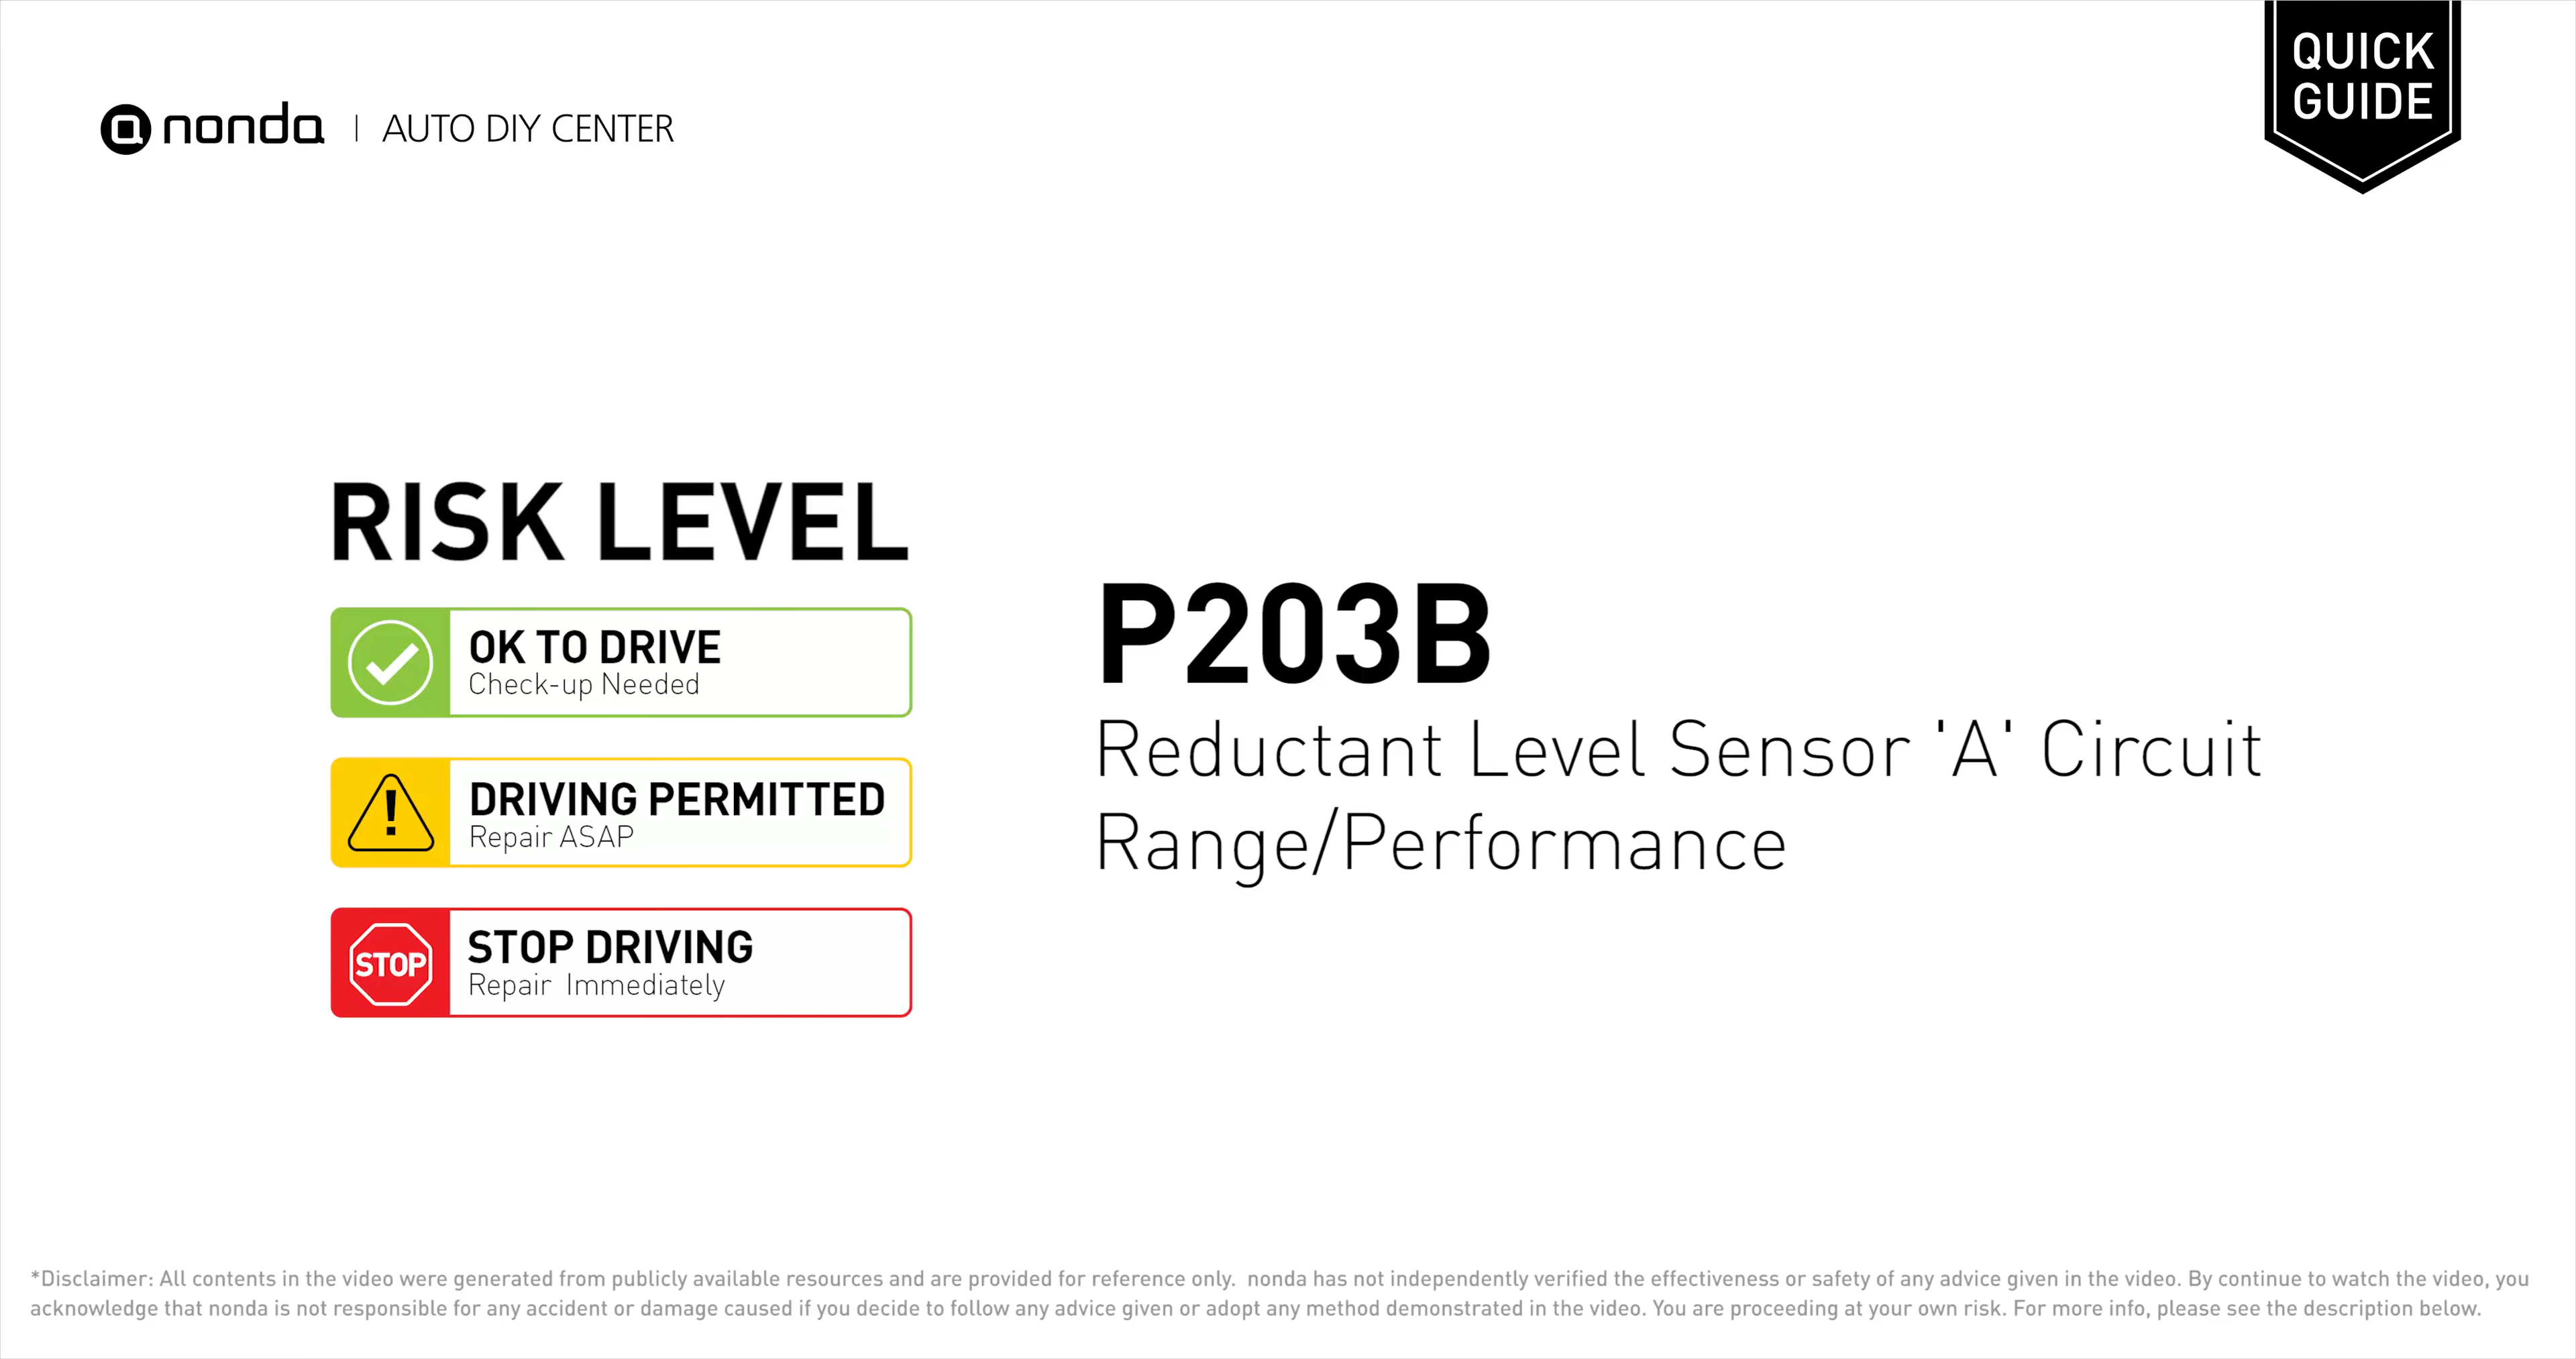 nonda | AUTO DIY CENTER
QUICK
GUIDE
RISK LEVEL
OK TO DRIVE
Check-up Needed
DRIVING PERMITTED
Repair ASAP
STOP
STOP DRIVING
Repair Immediately
P203B
Reductant Level Sensor 'A' Circuit
Range/Performance
*Disclaimer: All contents in the video were generated from publicly available resources and are provided for reference only. nonda has not independently verified the effectiveness or safety of any advice given in the video. By continue to watch the video, you
acknowledge that nonda is not responsible for any accident or damage caused if you decide to follow any advice given or adopt any method demonstrated in the video. You are proceeding at your own risk. For more info, please see the description below.